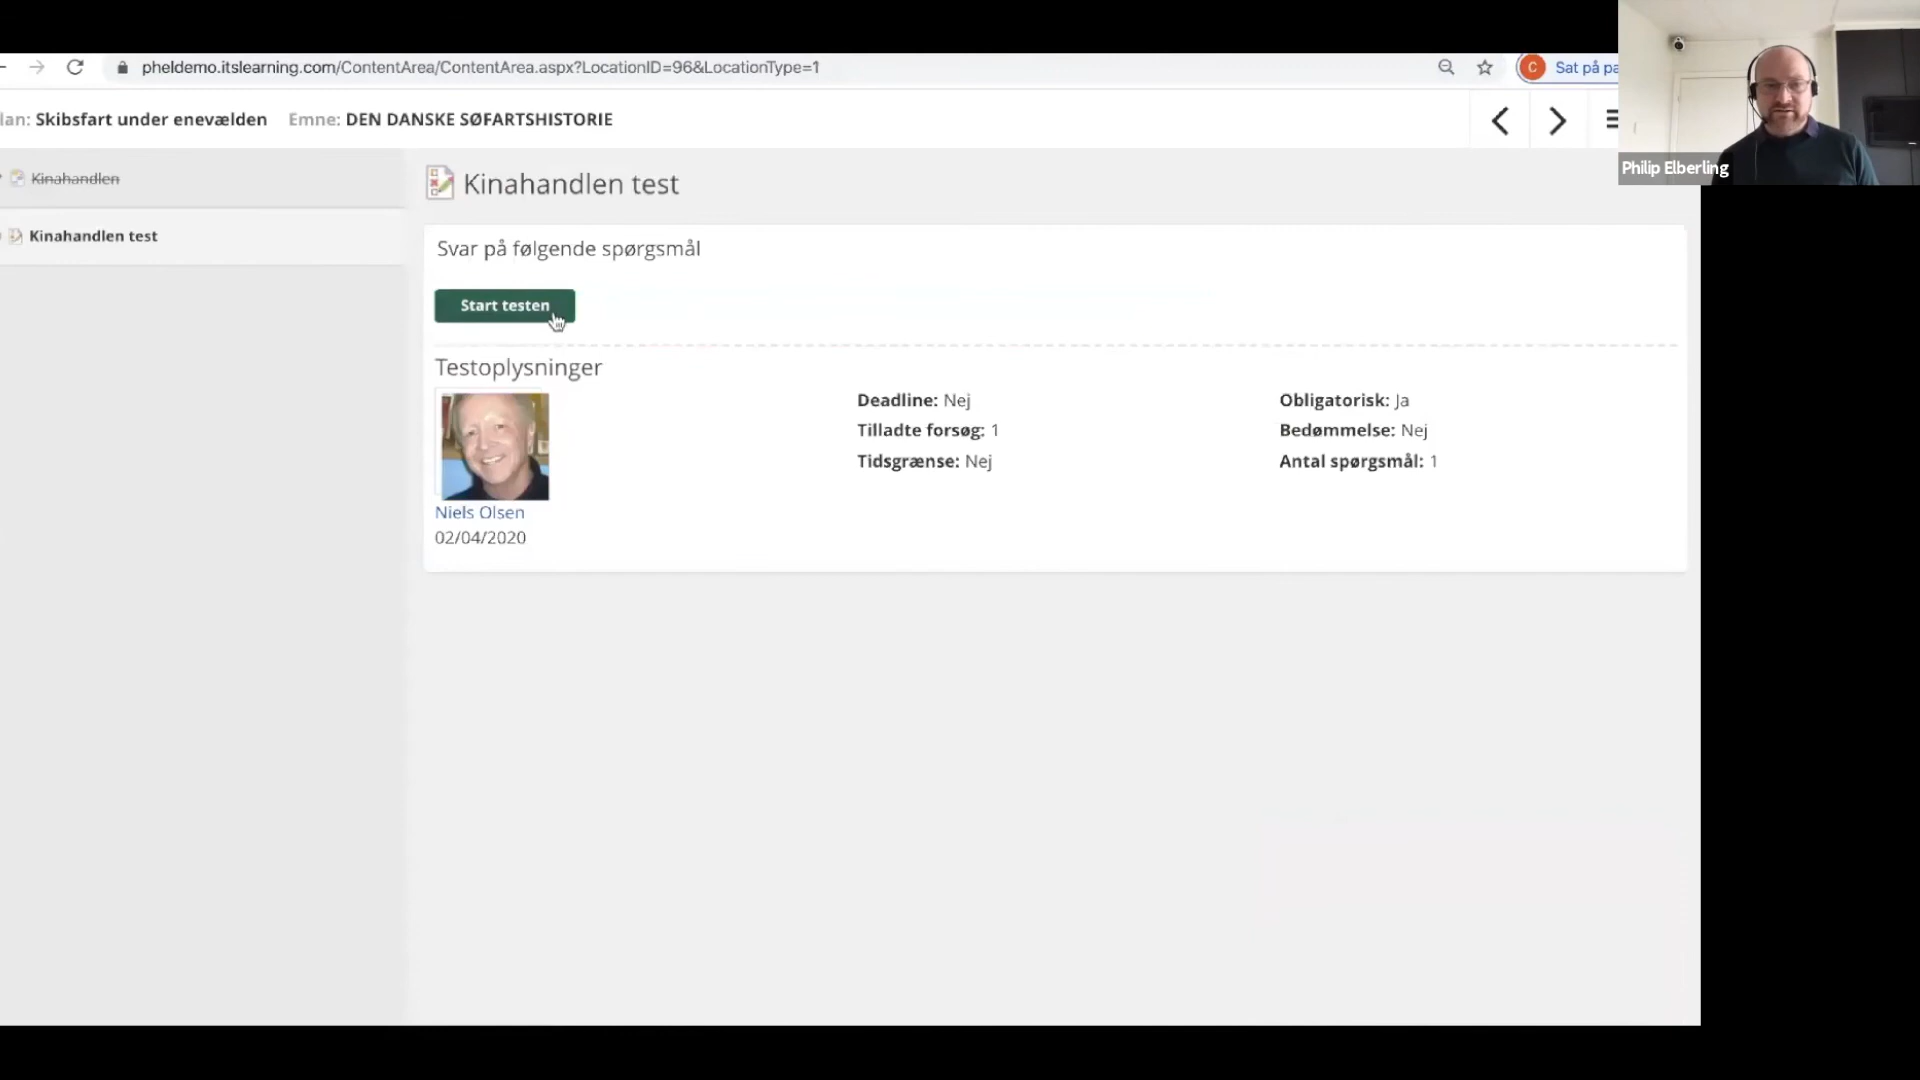 pheldemo.itslearning.com/ContentArea/ContentArea.aspx?LocationID=96&LocationType=1
C Sat på pa
lan: Skibsfart under enevælden Emne: DEN DANSKE SØFARTSHISTORIE
Philip Elberling
Kinahandlen
Kinahandlen test
Kinahandlen test
Svar på følgende spørgsmål
Start testen
Testoplysninger
Deadline: Nej
Tilladte forsøg: 1
Tidsgrænse: Nej
Obligatorisk: Ja
Bedømmelse: Nej
Antal spørgsmål: 1
Niels Olsen
02/04/2020